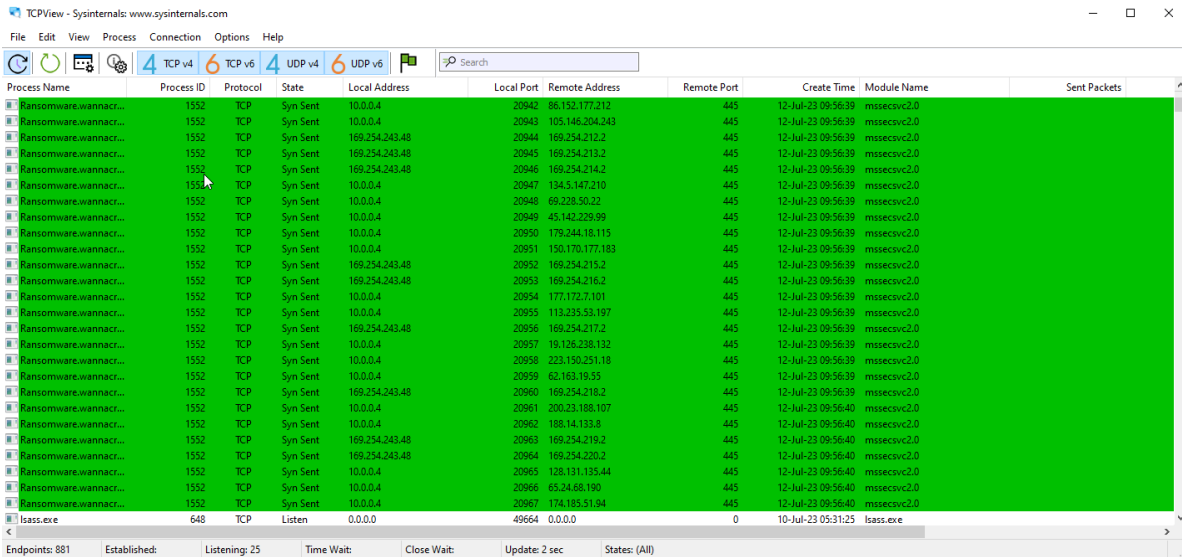 TCPView - Sysinternals: www.sysinternals.com
File Edit View Process Connection Options Help
4 TCP v4 6 TCP v6 4 UDP v4 6 UDP v6 Search
Process Name Process ID Protocol State Local Address Local Port Remote Address Remote Port Create Time Module Name Sent Packets
Ransomware.wannacr... 1552 TCP Syn Sent 10.0.0.4 20942 86.152.177.212 445 12-Jul-23 09:56:39 mssecsvc2.0
Ransomware.wannacr... 1552 TCP Syn Sent 10.0.0.4 20943 105.146.204.243 445 12-Jul-23 09:56:39 mssecsvc2.0
Ransomware.wannacr... 1552 TCP Syn Sent 169.254.243.48 20944 169.254.212.2 445 12-Jul-23 09:56:39 mssecsvc2.0
Ransomware.wannacr... 1552 TCP Syn Sent 169.254.243.48 20945 169.254.213.2 445 12-Jul-23 09:56:39 mssecsvc2.0
Ransomware.wannacr... 1552 TCP Syn Sent 169.254.243.48 20946 169.254.214.2 445 12-Jul-23 09:56:39 mssecsvc2.0
Ransomware.wannacr... 1552 TCP Syn Sent 10.0.0.4 20947 134.5.147.210 445 12-Jul-23 09:56:39 mssecsvc2.0
Ransomware.wannacr... 1552 TCP Syn Sent 10.0.0.4 20948 69.228.50.22 445 12-Jul-23 09:56:39 mssecsvc2.0
Ransomware.wannacr... 1552 TCP Syn Sent 10.0.0.4 20949 45.142.229.99 445 12-Jul-23 09:56:39 mssecsvc2.0
Ransomware.wannacr... 1552 TCP Syn Sent 10.0.0.4 20950 179.244.18.115 445 12-Jul-23 09:56:39 mssecsvc2.0
Ransomware.wannacr... 1552 TCP Syn Sent 10.0.0.4 20951 150.170.177.183 445 12-Jul-23 09:56:39 mssecsvc2.0
Ransomware.wannacr... 1552 TCP Syn Sent 169.254.243.48 20952 169.254.215.2 445 12-Jul-23 09:56:39 mssecsvc2.0
Ransomware.wannacr... 1552 TCP Syn Sent 169.254.243.48 20953 169.254.216.2 445 12-Jul-23 09:56:39 mssecsvc2.0
Ransomware.wannacr... 1552 TCP Syn Sent 10.0.0.4 20954 177.172.7.101 445 12-Jul-23 09:56:39 mssecsvc2.0
Ransomware.wannacr... 1552 TCP Syn Sent 10.0.0.4 20955 113.235.53.197 445 12-Jul-23 09:56:39 mssecsvc2.0
Ransomware.wannacr... 1552 TCP Syn Sent 169.254.243.48 20956 169.254.217.2 445 12-Jul-23 09:56:39 mssecsvc2.0
Ransomware.wannacr... 1552 TCP Syn Sent 10.0.0.4 20957 19.126.238.132 445 12-Jul-23 09:56:39 mssecsvc2.0
Ransomware.wannacr... 1552 TCP Syn Sent 10.0.0.4 20958 223.150.251.18 445 12-Jul-23 09:56:39 mssecsvc2.0
Ransomware.wannacr... 1552 TCP Syn Sent 10.0.0.4 20959 62.163.19.55 445 12-Jul-23 09:56:39 mssecsvc2.0
Ransomware.wannacr... 1552 TCP Syn Sent 169.254.243.48 20960 169.254.218.2 445 12-Jul-23 09:56:39 mssecsvc2.0
Ransomware.wannacr... 1552 TCP Syn Sent 10.0.0.4 20961 200.23.188.107 445 12-Jul-23 09:56:40 mssecsvc2.0
Ransomware.wannacr... 1552 TCP Syn Sent 10.0.0.4 20962 188.14.133.8 445 12-Jul-23 09:56:40 mssecsvc2.0
Ransomware.wannacr... 1552 TCP Syn Sent 169.254.243.48 20963 169.254.219.2 445 12-Jul-23 09:56:40 mssecsvc2.0
Ransomware.wannacr... 1552 TCP Syn Sent 169.254.243.48 20964 169.254.220.2 445 12-Jul-23 09:56:40 mssecsvc2.0
Ransomware.wannacr... 1552 TCP Syn Sent 10.0.0.4 20965 128.131.135.44 445 12-Jul-23 09:56:40 mssecsvc2.0
Ransomware.wannacr... 1552 TCP Syn Sent 10.0.0.4 20966 65.24.68.190 445 12-Jul-23 09:56:40 mssecsvc2.0
Ransomware.wannacr... 1552 TCP Syn Sent 10.0.0.4 20967 174.185.51.94 445 12-Jul-23 09:56:40 mssecsvc2.0
lsass.exe 648 TCP Listen 0.0.0.0 49664 0.0.0.0 0 10-Jul-23 05:31:25 lsass.exe
Endpoints: 881 Established: Listening: 25 Time Wait: Close Wait: Update: 2 sec States: (All)